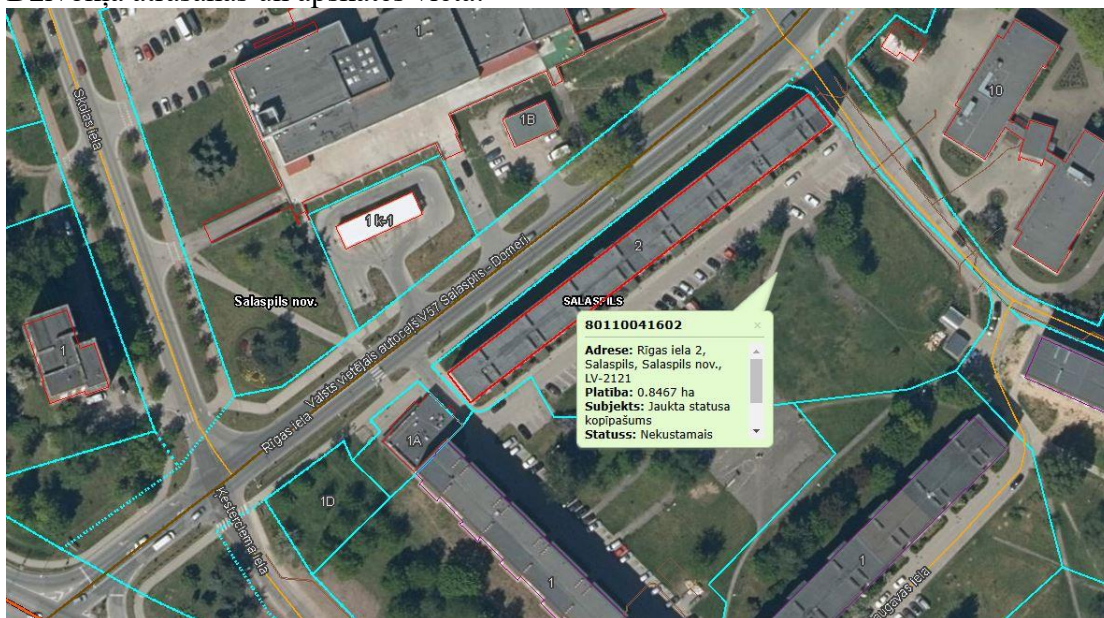 1
10
Skolas iela
1B
1 k-1
2
Salaspils nov.
SALASPILS
Valsts vietējais autoceļš V57 Salaspils - Domeri
Rīgas iela
1
80110041602
×
Adrese: Rīgas iela 2,
Salaspils, Salaspils nov.,
LV-2121
Platība: 0.8467 ha
Subjekts: Jaukta statusa
kopīpašums
Statuss: Nekustamais
1A
1D
Ķesterciema iela
1
1